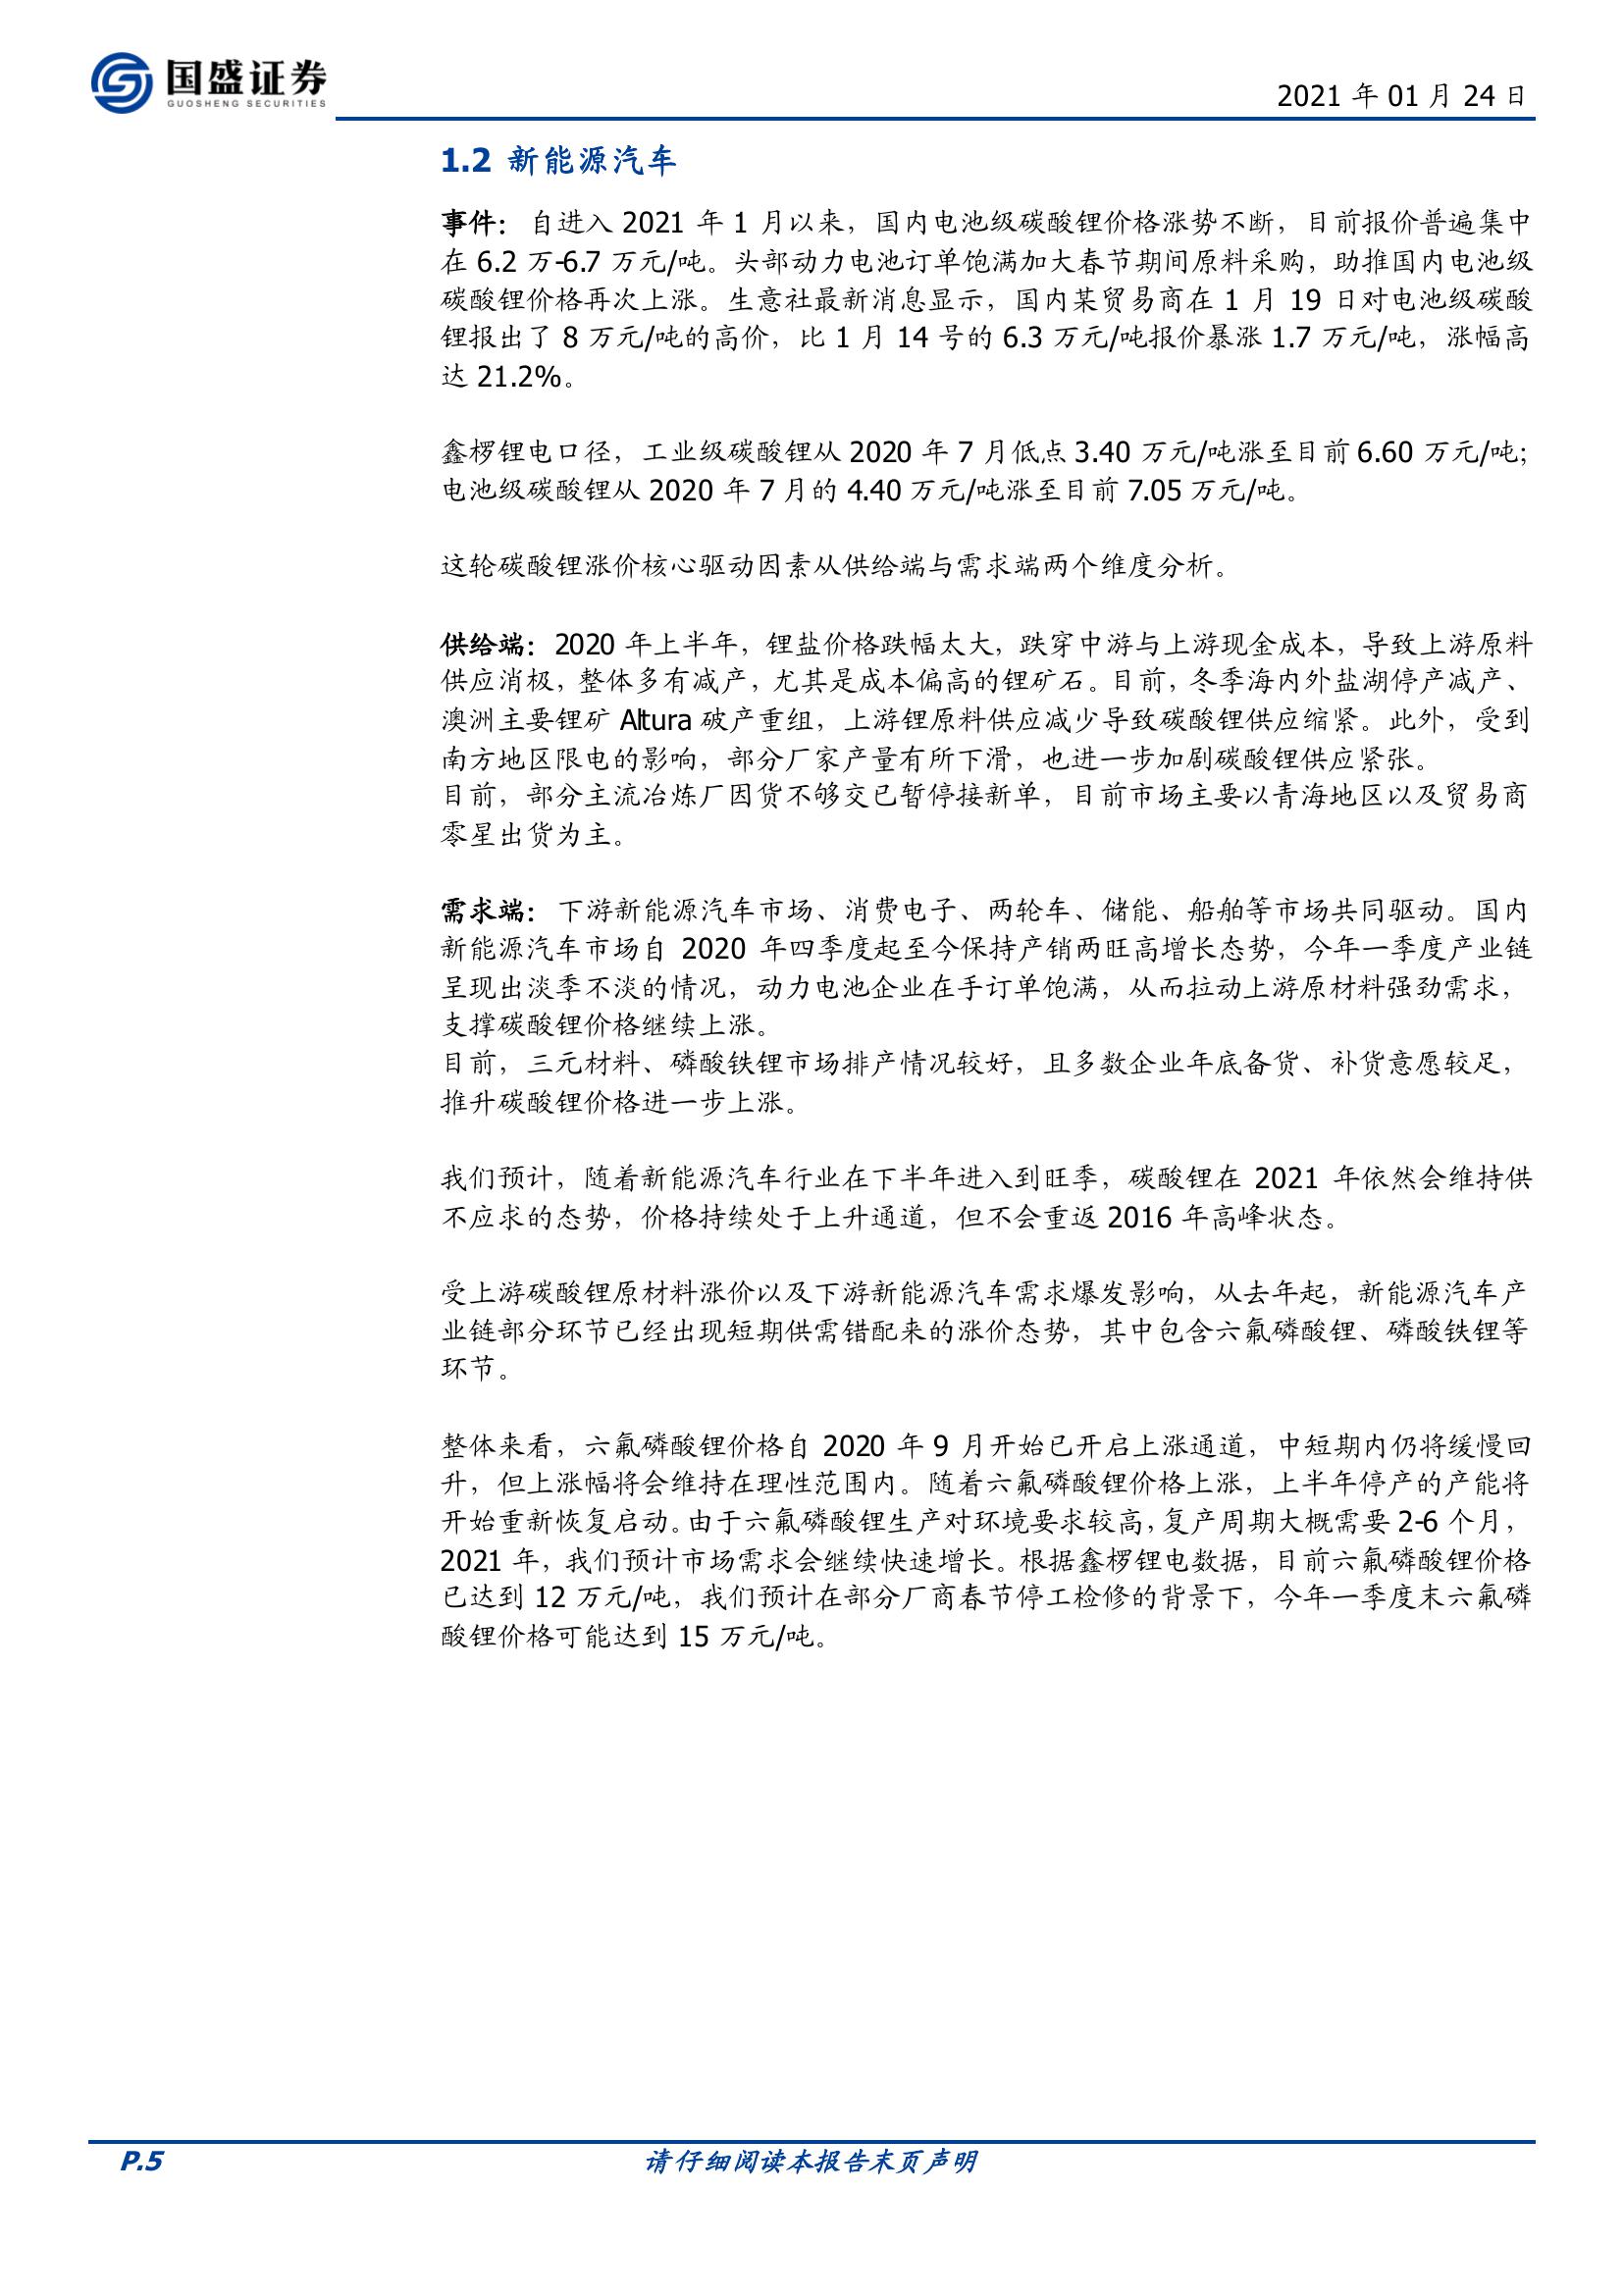 国盛证券
GUOSHENG SECURITIES
2021 年 01 月 24 日
1.2 新能源汽车
事件：自进入 2021 年 1 月以来，国内电池级碳酸锂价格涨势不断，目前报价普遍集中
在 6.2 万-6.7 万元/吨。头部动力电池订单饱满加大春节期间原料采购，助推国内电池级
碳酸锂价格再次上涨。生意社最新消息显示，国内某贸易商在 1 月 19 日对电池级碳酸
锂报出了 8 万元/吨的高价，比 1 月 14 号的 6.3 万元/吨报价暴涨 1.7 万元/吨，涨幅高
达 21.2%。
鑫椤锂电口径，工业级碳酸锂从 2020 年 7 月低点 3.40 万元/吨涨至目前 6.60 万元/吨；
电池级碳酸锂从 2020 年 7 月的 4.40 万元/吨涨至目前 7.05 万元/吨。
这轮碳酸锂涨价核心驱动因素从供给端与需求端两个维度分析。
供给端：2020 年上半年，锂盐价格跌幅太大，跌穿中游与上游现金成本，导致上游原料
供应消极，整体多有减产，尤其是成本偏高的锂矿石。目前，冬季海内外盐湖停产减产、
澳洲主要锂矿 Altura 破产重组，上游锂原料供应减少导致碳酸锂供应缩紧。此外，受到
南方地区限电的影响，部分厂家产量有所下滑，也进一步加剧碳酸锂供应紧张。
目前，部分主流冶炼厂因货不够交已暂停接新单，目前市场主要以青海地区以及贸易商
零星出货为主。
需求端：下游新能源汽车市场、消费电子、两轮车、储能、船舶等市场共同驱动。国内
新能源汽车市场自 2020 年四季度起至今保持产销两旺高增长态势，今年一季度产业链
呈现出淡季不淡的情况，动力电池企业在手订单饱满，从而拉动上游原材料强劲需求，
支撑碳酸锂价格继续上涨。
目前，三元材料、磷酸铁锂市场排产情况较好，且多数企业年底备货、补货意愿较足，
推升碳酸锂价格进一步上涨。
我们预计，随着新能源汽车行业在下半年进入到旺季，碳酸锂在 2021 年依然会维持供
不应求的态势，价格持续处于上升通道，但不会重返 2016 年高峰状态。
受上游碳酸锂原材料涨价以及下游新能源汽车需求爆发影响，从去年起，新能源汽车产
业链部分环节已经出现短期供需错配来的涨价态势，其中包含六氟磷酸锂、磷酸铁锂等
环节。
整体来看，六氟磷酸锂价格自 2020 年 9 月开始已开启上涨通道，中短期内仍将缓慢回
升，但上涨幅将会维持在理性范围内。随着六氟磷酸锂价格上涨，上半年停产的产能将
开始重新恢复启动。由于六氟磷酸锂生产对环境要求较高，复产周期大概需要 2-6 个月，
2021 年，我们预计市场需求会继续快速增长。根据鑫椤锂电数据，目前六氟磷酸锂价格
已达到 12 万元/吨，我们预计在部分厂商春节停工检修的背景下，今年一季度末六氟磷
酸锂价格可能达到 15 万元/吨。
P.5
请仔细阅读本报告末页声明